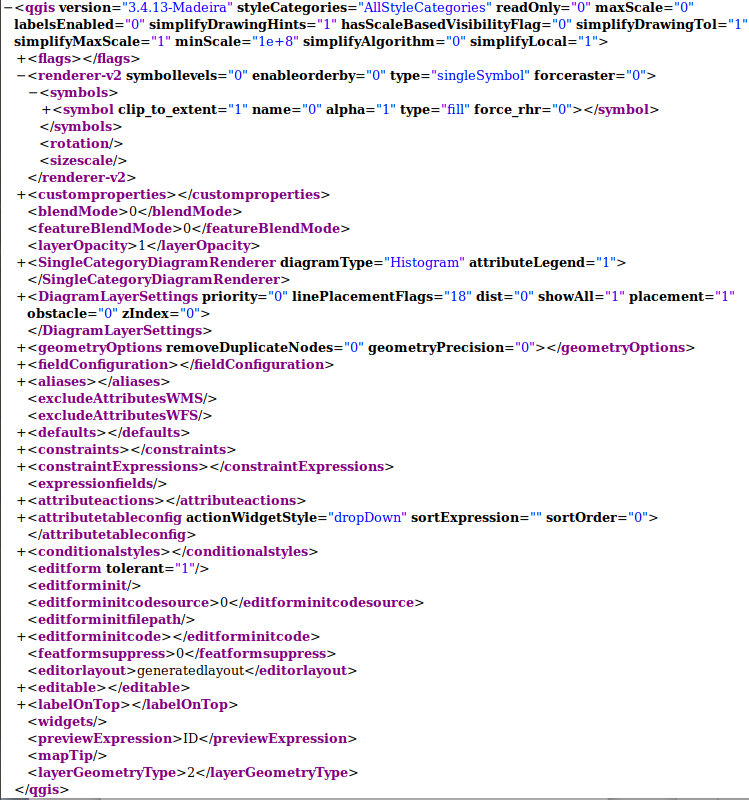 −<qgis version="3.4.13-Madeira" styleCategories="AllStyleCategories" readOnly="0" maxScale="0"
labelsEnabled="0" simplifyDrawingHints="1" hasScaleBasedVisibilityFlag="0" simplifyDrawingTol="1"
simplifyMaxScale="1" minScale="1e+8" simplifyAlgorithm="0" simplifyLocal="1">
+<flags></flags>
−<renderer-v2 symbollevels="0" enableorderby="0" type="singleSymbol" forceraster="0">
−<symbols>
+<symbol clip_to_extent="1" name="0" alpha="1" type="fill" force_rhr="0"></symbol>
</symbols>
<rotation/>
<sizescale/>
</renderer-v2>
+<customproperties></customproperties>
<blendMode>0</blendMode>
<featureBlendMode>0</featureBlendMode>
<layerOpacity>1</layerOpacity>
+<SingleCategoryDiagramRenderer diagramType="Histogram" attributeLegend="1">
</SingleCategoryDiagramRenderer>
+<DiagramLayerSettings priority="0" linePlacementFlags="18" dist="0" showAll="1" placement="1"
obstacle="0" zIndex="0">
</DiagramLayerSettings>
+<geometryOptions removeDuplicateNodes="0" geometryPrecision="0"></geometryOptions>
+<fieldConfiguration></fieldConfiguration>
+<aliases></aliases>
<excludeAttributesWMS/>
<excludeAttributesWFS/>
+<defaults></defaults>
+<constraints></constraints>
+<constraintExpressions></constraintExpressions>
<expressionfields/>
+<attributeactions></attributeactions>
+<attributetableconfig actionWidgetStyle="dropDown" sortExpression="" sortOrder="0">
</attributetableconfig>
+<conditionalstyles></conditionalstyles>
<editform tolerant="1"/>
<editforminit/>
<editforminitcodesource>0</editforminitcodesource>
<editforminitfilepath/>
+<editforminitcode></editforminitcode>
<featformsuppress>0</featformsuppress>
<editorlayout>generatedlayout</editorlayout>
+<editable></editable>
+<labelOnTop></labelOnTop>
<widgets/>
<previewExpression>ID</previewExpression>
<mapTip/>
<layerGeometryType>2</layerGeometryType>
</qgis>